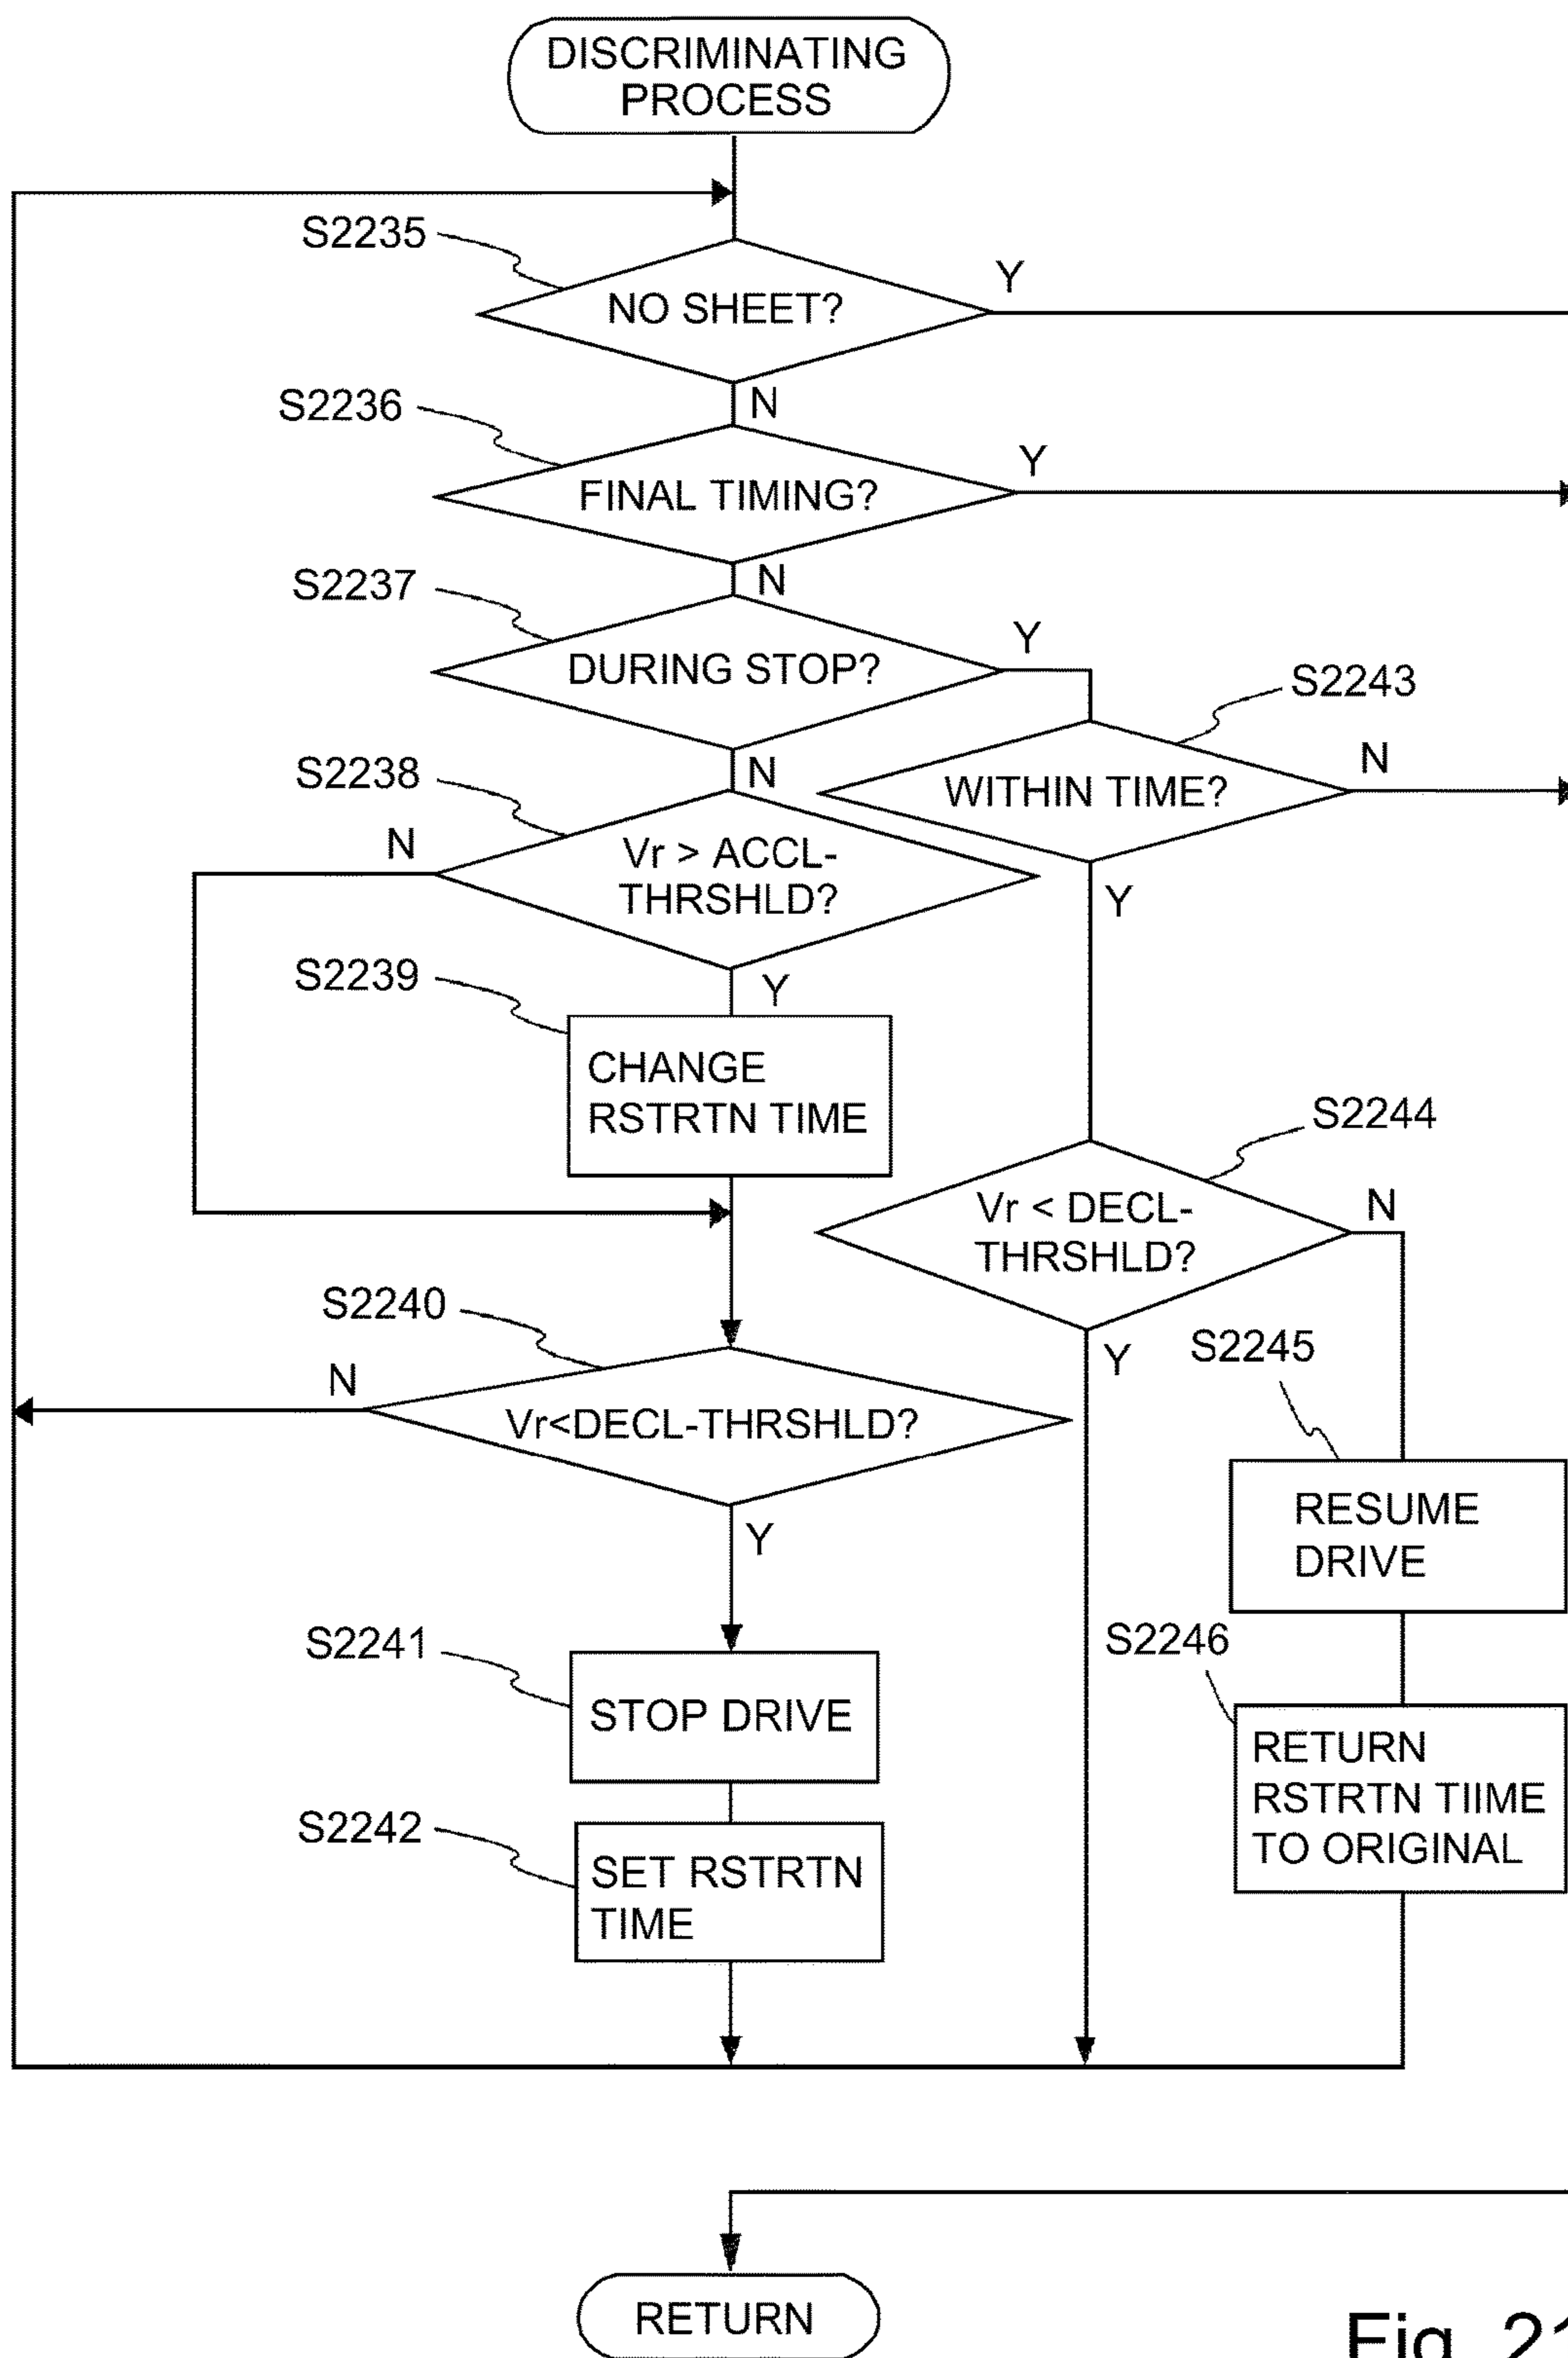 DISCRIMINATING
PROCESS
S2235
NO SHEET?
Y
N
S2236
FINAL TIMING?
Y
N
S2237
DURING STOP?
Y
N
S2243
WITHIN TIME?
N
Y
S2238
Vr > ACCL-
THRSHLD?
N
Y
S2239
CHANGE
RSTRTN TIME
S2244
Vr < DECL-
THRSHLD?
N
Y
S2240
Vr<DECL-THRSHLD?
N
Y
S2245
RESUME
DRIVE
S2241
STOP DRIVE
S2246
RETURN
RSTRTN TIIME
TO ORIGINAL
S2242
SET RSTRTN
TIME
RETURN
Fig. 21